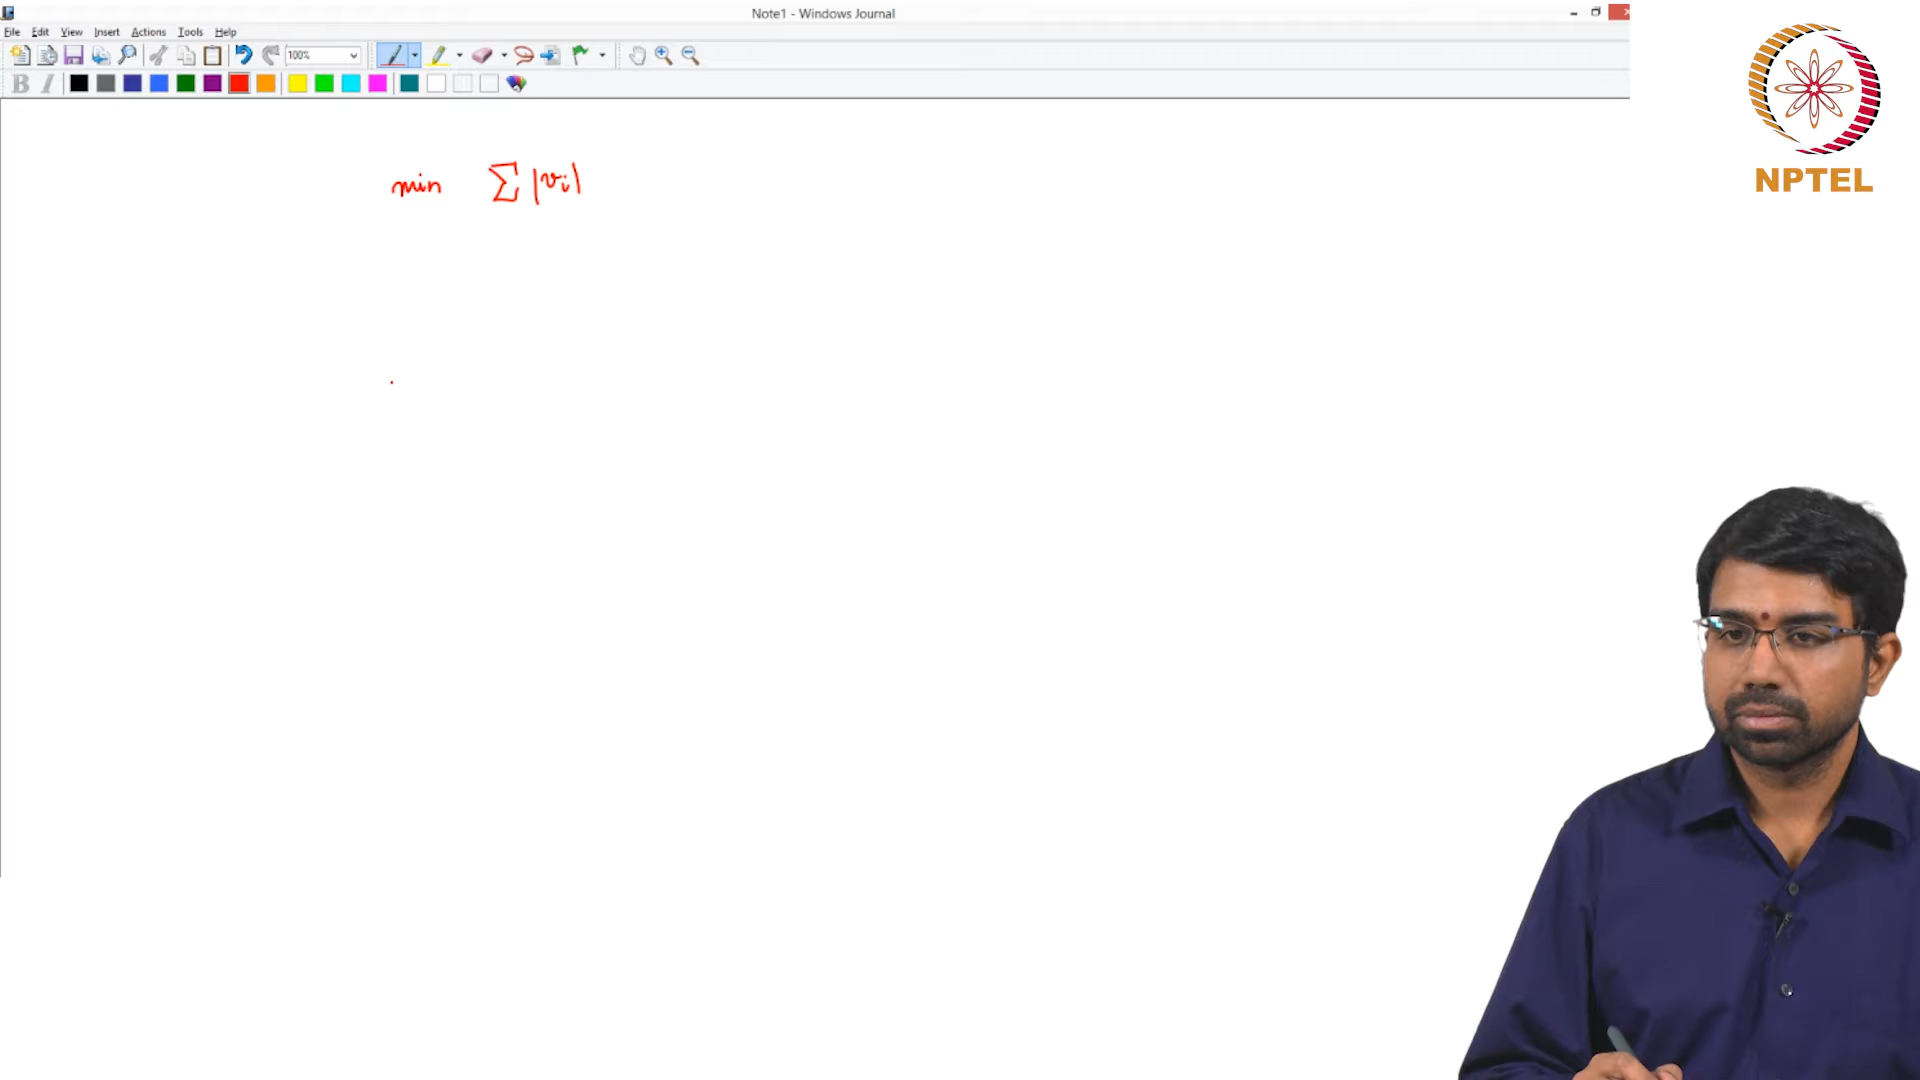 Note1 - Windows Journal
File Edit View Insert Actions Tools Help
100%
B I
min ∑ |vᵢ|
NPTEL